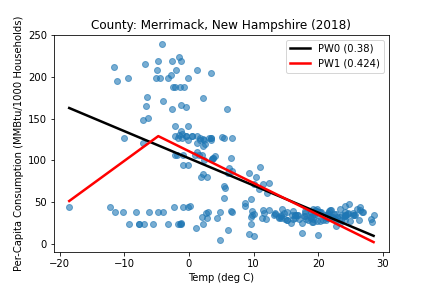 County: Merrimack, New Hampshire (2018)
Per-Capita Consumption (MMBtu/1000 Households)
250
200
150
100
50
0
PW0 (0.38)
PW1 (0.424)
−20 −10 0 10 20 30
Temp (deg C)